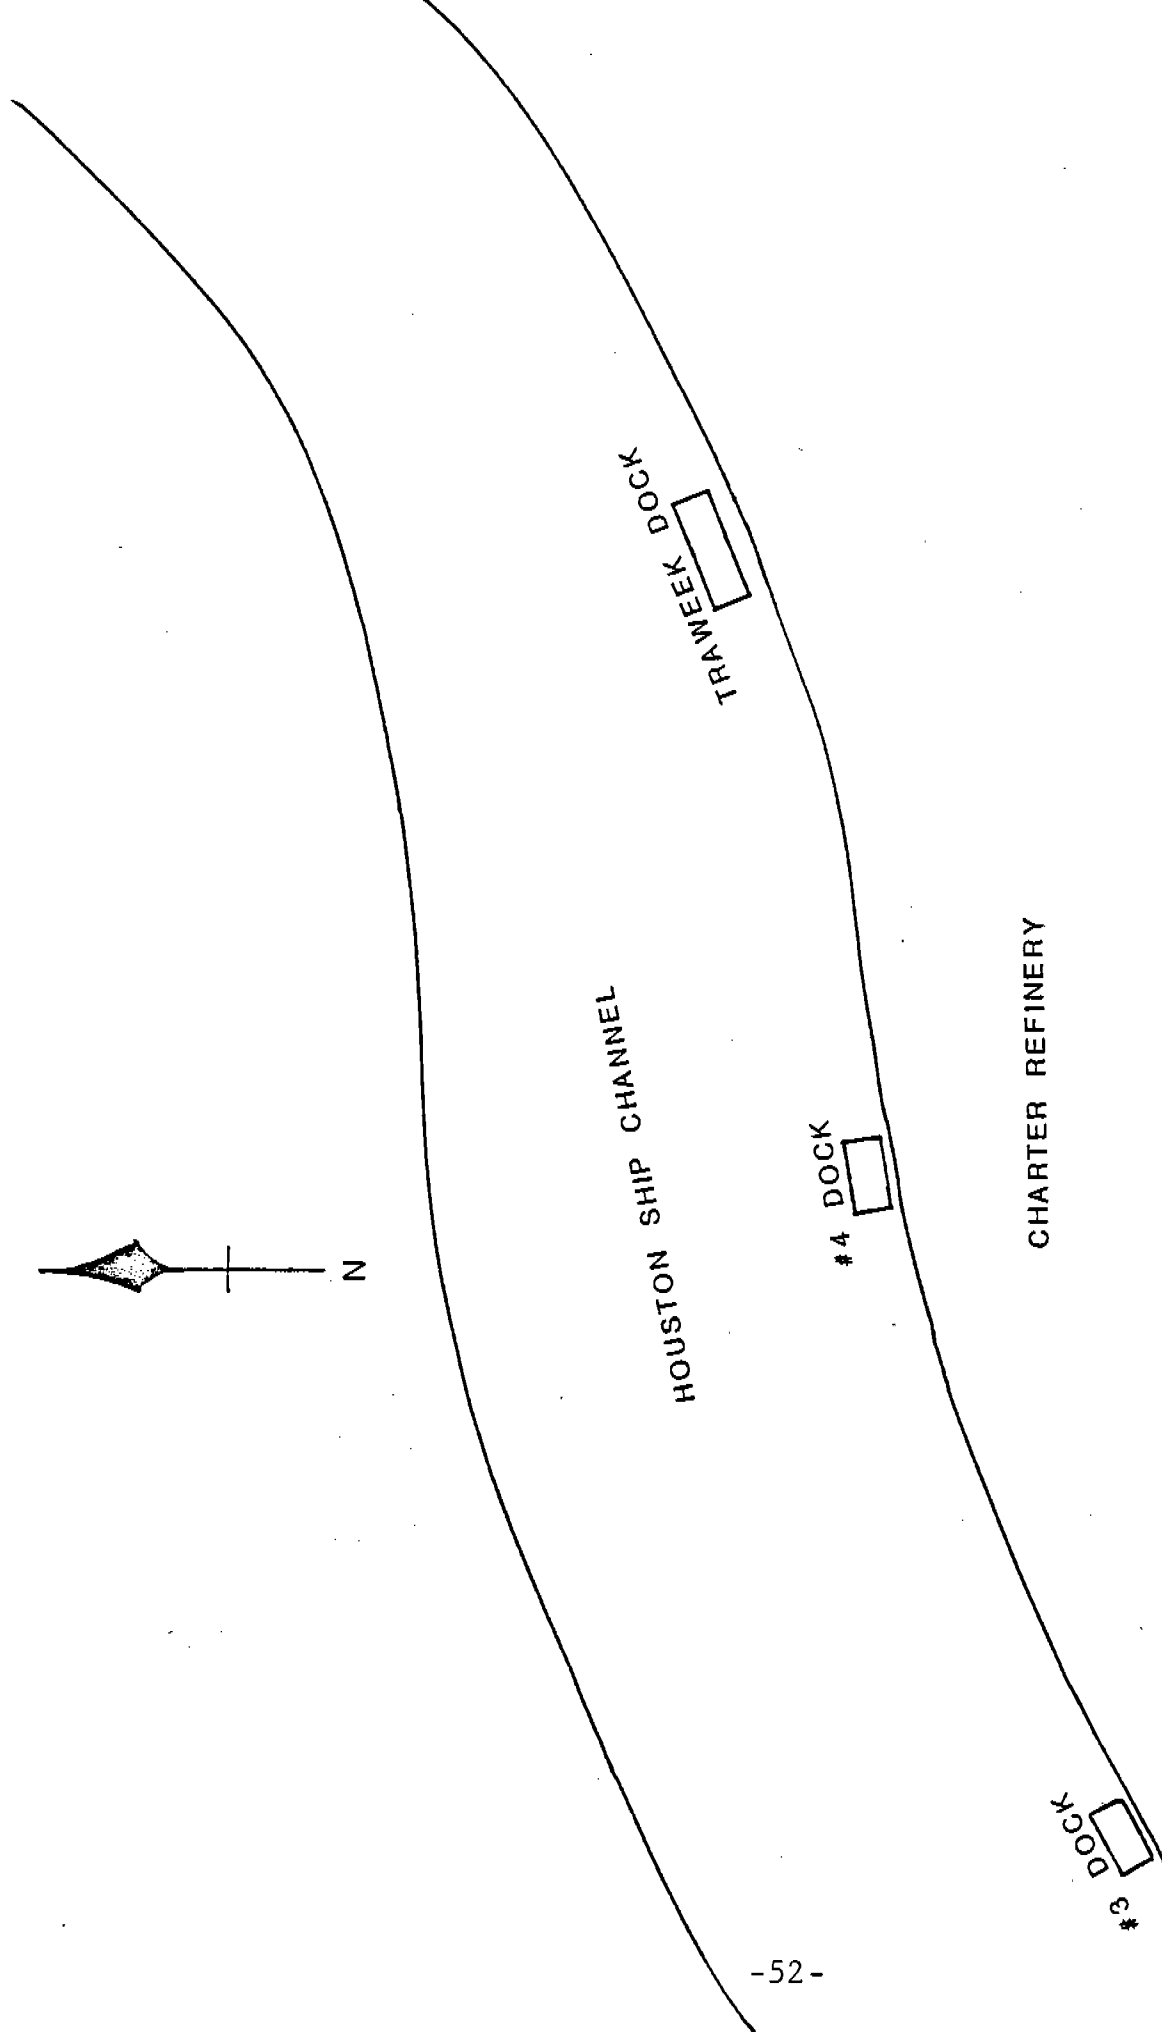 N
HOUSTON SHIP CHANNEL
TRAWEEK DOCK
#4 DOCK
#3 DOCK
CHARTER REFINERY
-52-